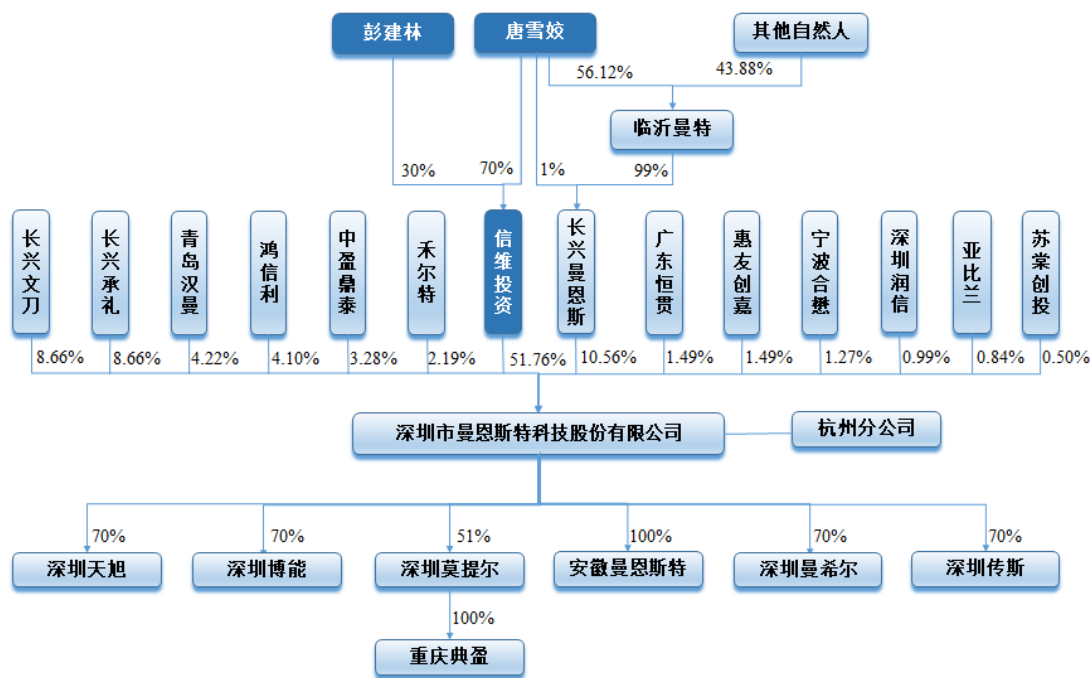 彭建林
唐雪姣
其他自然人
56.12%
43.88%
临沂曼特
30%
70%
1%
99%
长兴文刀
长兴承礼
青岛汉曼
鸿信利
中盈鼎泰
禾尔特
信维投资
长兴曼恩斯
广东恒贯
惠友创嘉
宁波合懋
深圳润信
亚比兰
苏棠创投
8.66%
8.66%
4.22%
4.10%
3.28%
2.19%
51.76%
10.56%
1.49%
1.49%
1.27%
0.99%
0.84%
0.50%
深圳市曼恩斯特科技股份有限公司
杭州分公司
70%
70%
51%
100%
70%
70%
深圳天旭
深圳博能
深圳莫提尔
安徽曼恩斯特
深圳曼希尔
深圳传斯
100%
重庆典盈